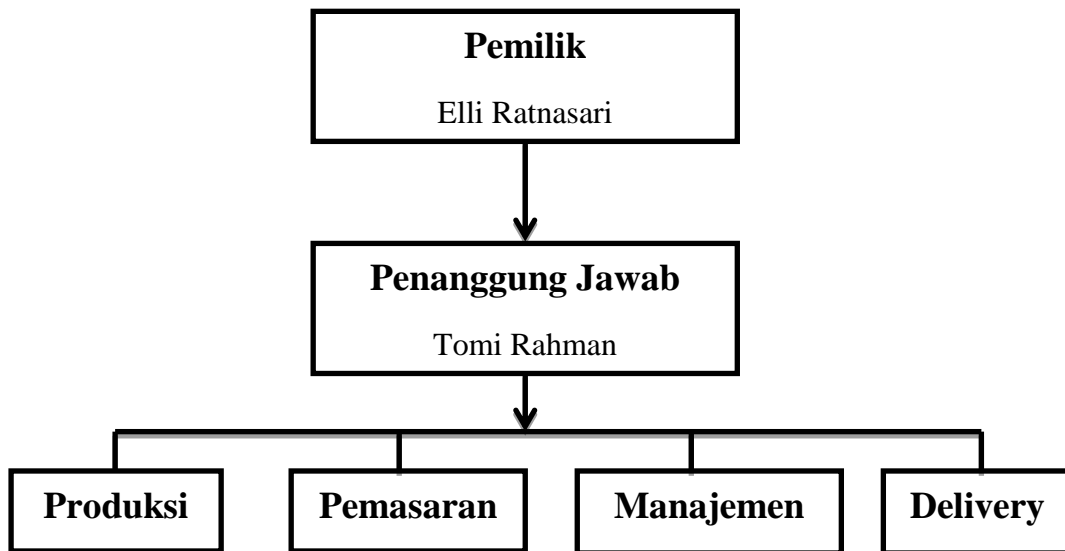 Pemilik
Elli Ratnasari
Penanggung Jawab
Tomi Rahman
Produksi
Pemasaran
Manajemen
Delivery